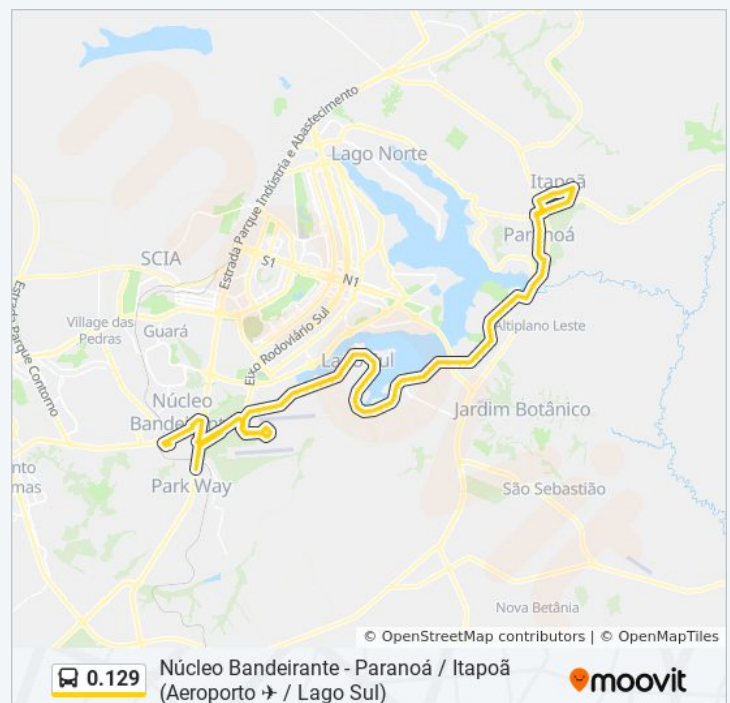 Lago Norte
Itapoã
Paranoá
Estrada Parque Indústria e Abastecimento
SCIA
S1
N1
Estrada Parque Contorno
Village das
Pedras
Guará
Eixo Rodoviário Sul
Lago Sul
Altiplano Leste
Núcleo
Bandeirante
Jardim Botânico
Park Way
nto
mas
São Sebastião
Nova Betânia
© OpenStreetMap contributors | © OpenMapTiles
0.129
Núcleo Bandeirante - Paranoá / Itapoã
(Aeroporto ✈ / Lago Sul)
moovit